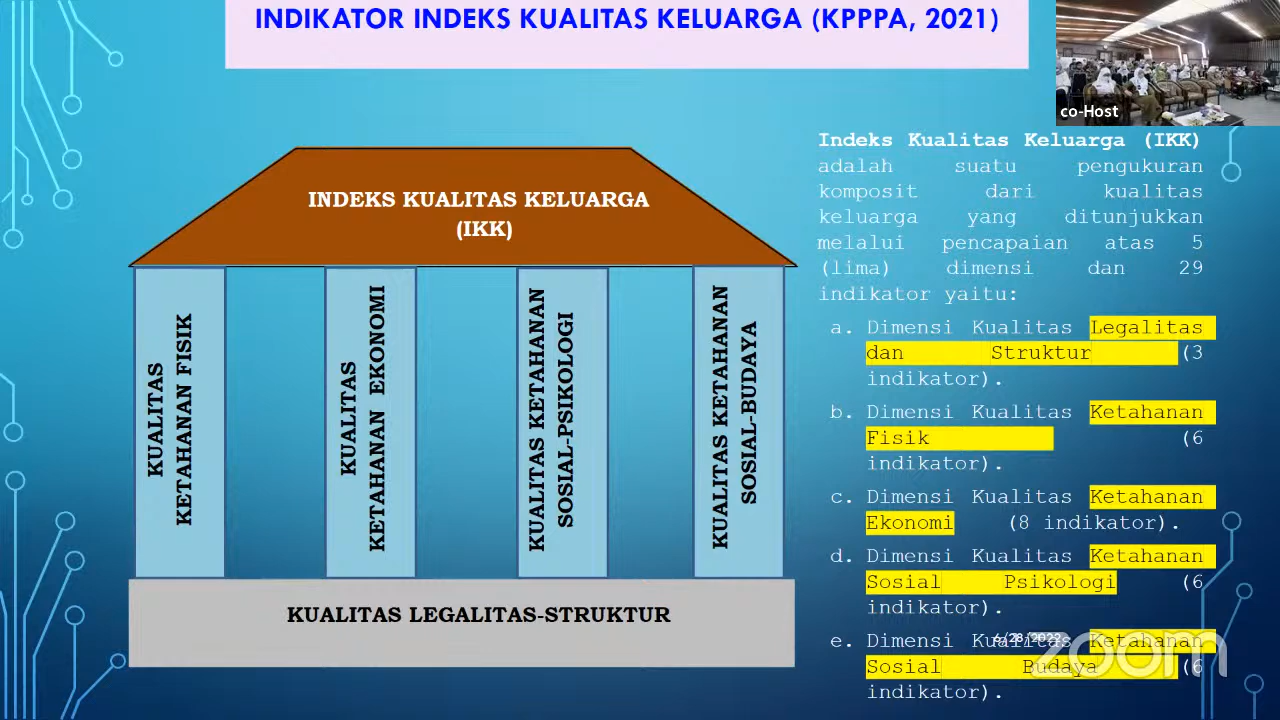 INDIKATOR INDEKS KUALITAS KELUARGA (KPPPA, 2021)
co-Host
INDEKS KUALITAS KELUARGA
(IKK)
KUALITAS
KETAHANAN FISIK
KUALITAS
KETAHANAN EKONOMI
KUALITAS KETAHANAN
SOSIAL-PSIKOLOGI
KUALITAS KETAHANAN
SOSIAL-BUDAYA
KUALITAS LEGALITAS-STRUKTUR
Indeks Kualitas Keluarga (IKK)
adalah suatu pengukuran
komposit dari kualitas
keluarga yang ditunjukkan
melalui pencapaian atas 5
(lima) dimensi dan 29
indikator yaitu:
a. Dimensi Kualitas Legalitas
dan Struktur (3
indikator).
b. Dimensi Kualitas Ketahanan
Fisik (6
indikator).
c. Dimensi Kualitas Ketahanan
Ekonomi (8 indikator).
d. Dimensi Kualitas Ketahanan
Sosial Psikologi (6
indikator).
e. Dimensi Kualitas Ketahanan
Sosial Budaya (6
indikator).
6/28/2022
zoom